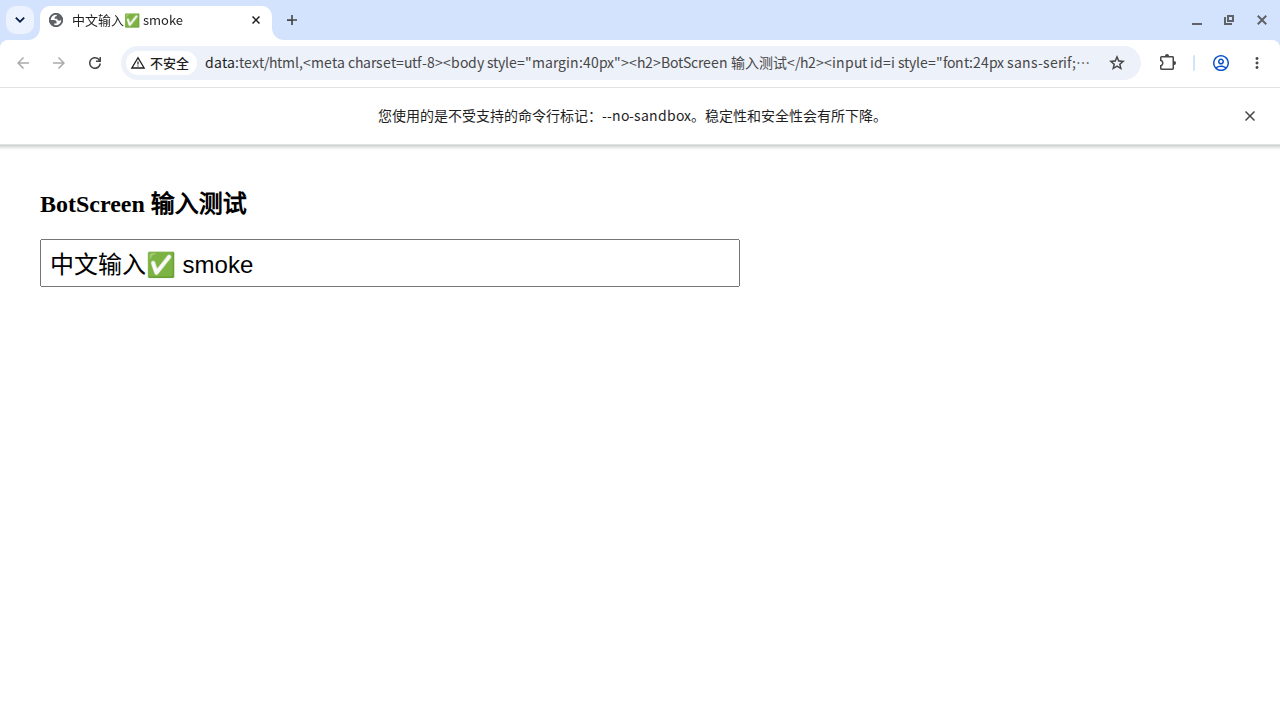 中文输入✅ smoke
不安全
data:text/html,<meta charset=utf-8><body style="margin:40px"><h2>BotScreen 输入测试</h2><input id=i style="font:24px sans-serif;…
您使用的是不受支持的命令行标记：--no-sandbox。稳定性和安全性会有所下降。
BotScreen 输入测试
中文输入✅ smoke